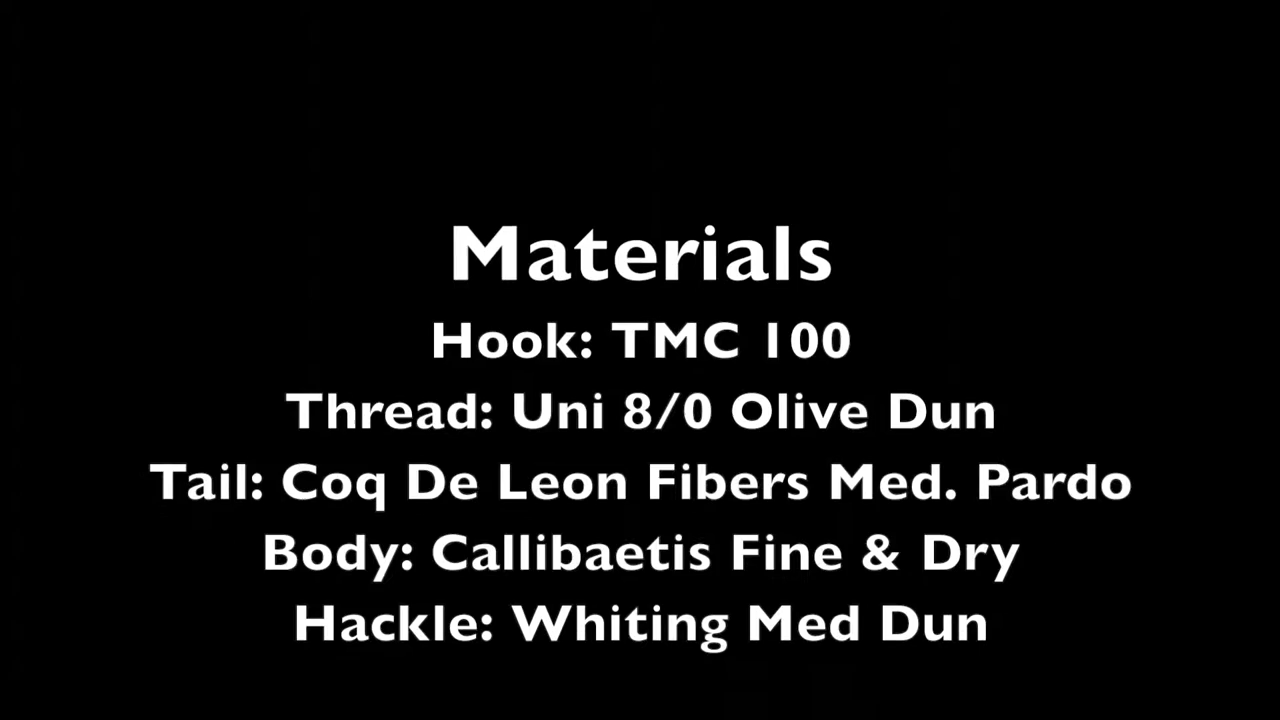 Materials
Hook: TMC 100
Thread: Uni 8/0 Olive Dun
Tail: Coq De Leon Fibers Med. Pardo
Body: Callibaetis Fine & Dry
Hackle: Whiting Med Dun